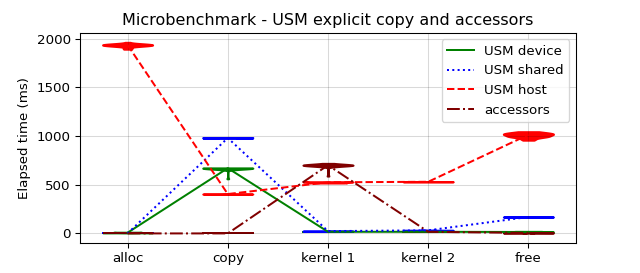 Microbenchmark - USM explicit copy and accessors
Elapsed time (ms)
2000
1500
1000
500
0
USM device
USM shared
USM host
accessors
alloc copy kernel 1 kernel 2 free